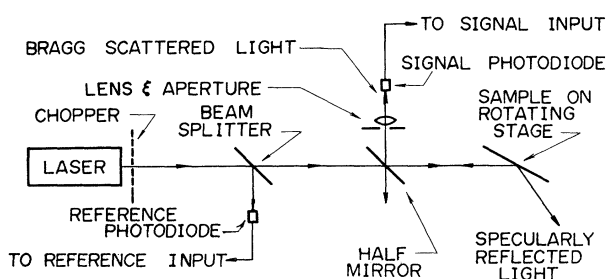 TO SIGNAL INPUT
BRAGG SCATTERED LIGHT
SIGNAL PHOTODIODE
LENS ξ APERTURE
CHOPPER
BEAM
SPLITTER
SAMPLE ON
ROTATING
STAGE
LASER
REFERENCE
PHOTODIODE
TO REFERENCE INPUT
HALF
MIRROR
SPECULARLY
REFLECTED
LIGHT